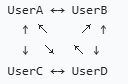 UserA ↔ UserB
↑ ↖ ↗ ↑
↓ ↘ ↖ ↓
UserC ↔ UserD